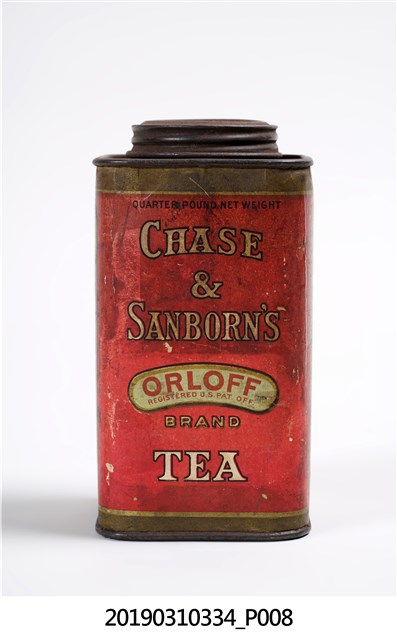 QUARTER POUND NET WEIGHT
CHASE
&
SANBORN'S
ORLOFF
REGISTERED U.S. PAT. OFF.
BRAND
TEA
20190310334_P008